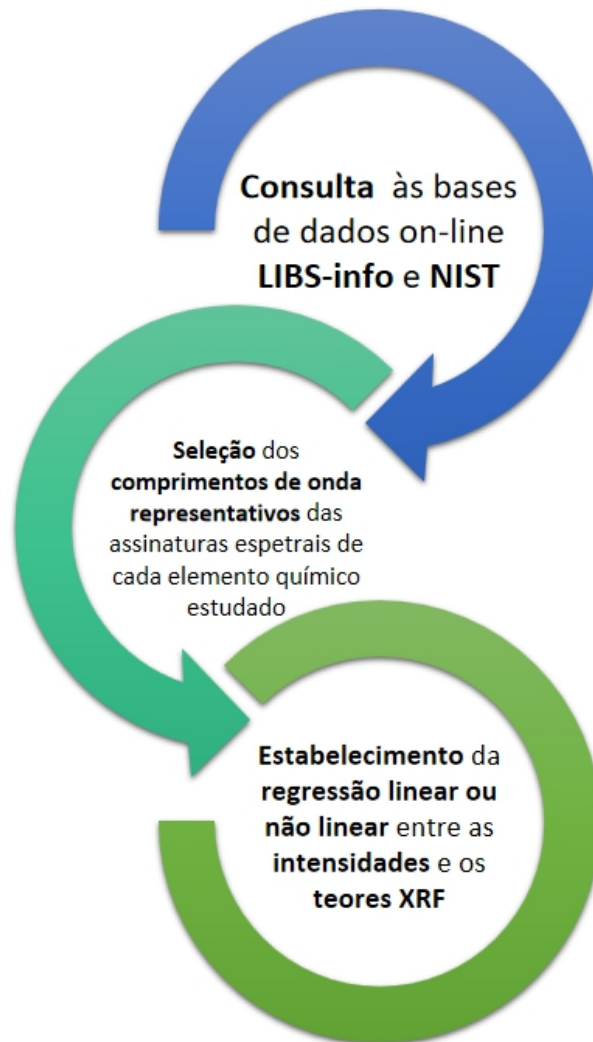 Consulta às bases
de dados on-line
LIBS-info e NIST
Seleção dos
comprimentos de onda
representativos das
assinaturas espetrais de
cada elemento químico
estudado
Estabelecimento da
regressão linear ou
não linear entre as
intensidades e os
teores XRF